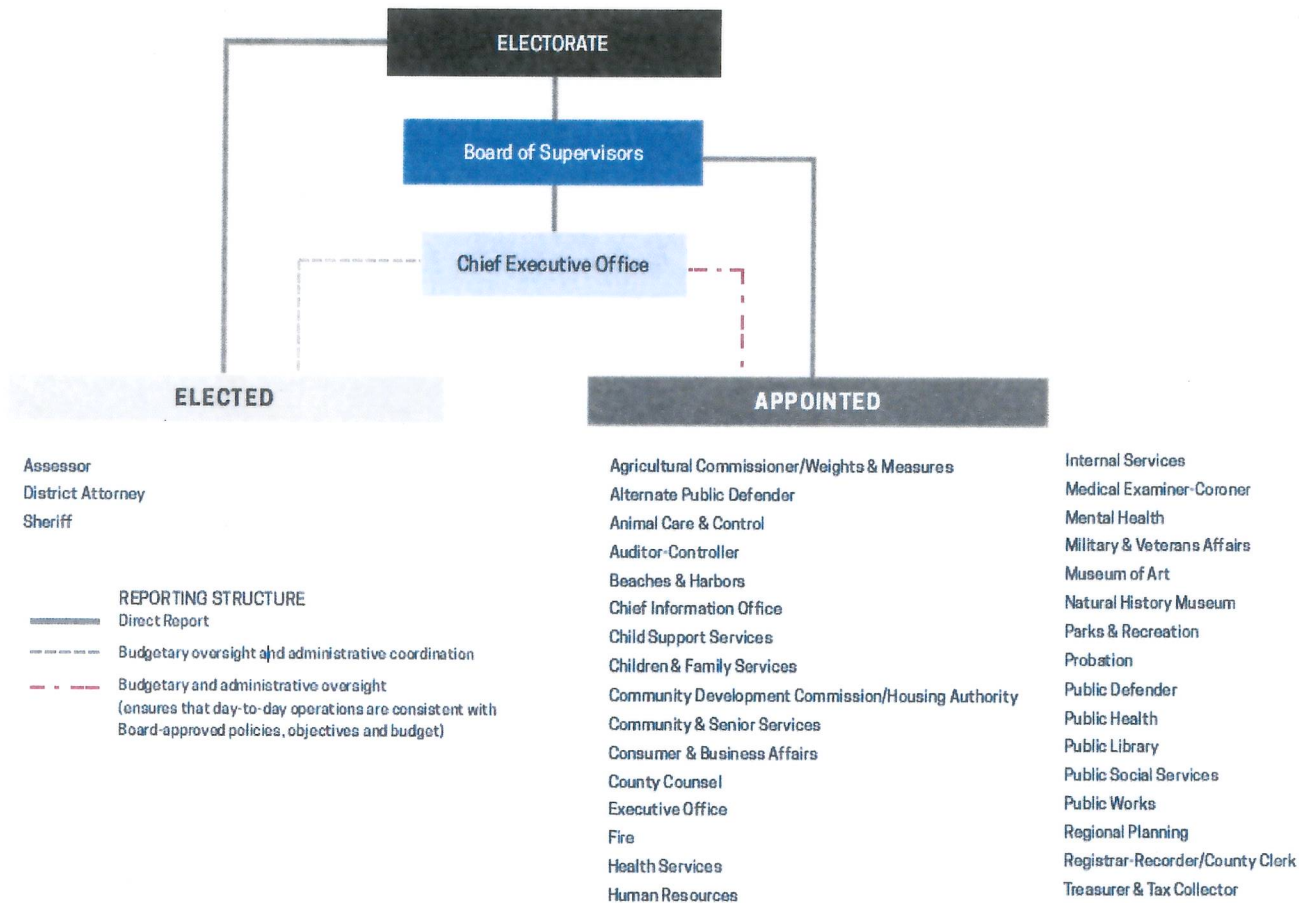 ELECTORATE
Board of Supervisors
Chief Executive Office
ELECTED
APPOINTED
Assessor
District Attorney
Sheriff
REPORTING STRUCTURE
Direct Report
Budgetary oversight and administrative coordination
Budgetary and administrative oversight
(ensures that day-to-day operations are consistent with
Board-approved policies, objectives and budget)
Agricultural Commissioner/Weights & Measures
Alternate Public Defender
Animal Care & Control
Auditor-Controller
Beaches & Harbors
Chief Information Office
Child Support Services
Children & Family Services
Community Development Commission/Housing Authority
Community & Senior Services
Consumer & Business Affairs
County Counsel
Executive Office
Fire
Health Services
Human Resources
Internal Services
Medical Examiner-Coroner
Mental Health
Military & Veterans Affairs
Museum of Art
Natural History Museum
Parks & Recreation
Probation
Public Defender
Public Health
Public Library
Public Social Services
Public Works
Regional Planning
Registrar-Recorder/County Clerk
Treasurer & Tax Collector